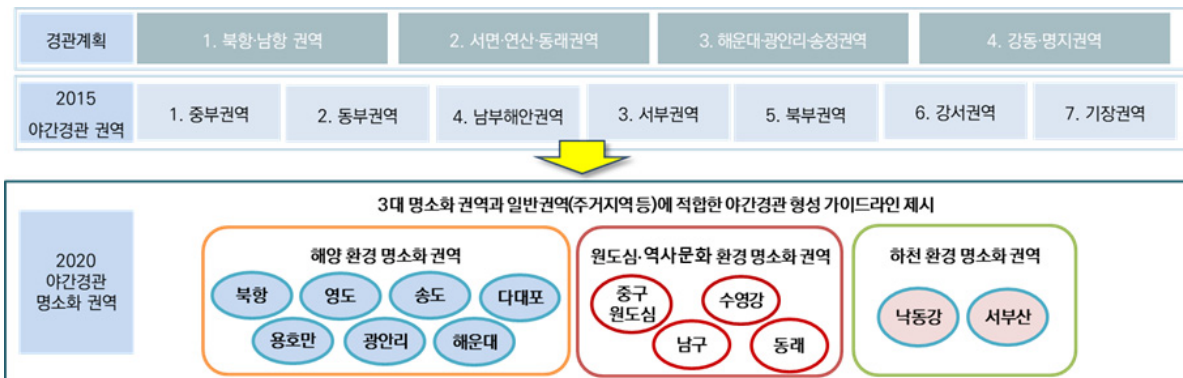 경관계획
1. 북항·남항 권역
2. 서면·연산·동래권역
3. 해운대·광안리·송정권역
4. 강동·명지권역
2015
야간경관 권역
1. 중부권역
2. 동부권역
4. 남부해안권역
3. 서부권역
5. 북부권역
6. 강서권역
7. 기장권역
3대 명소화 권역과 일반권역(주거지역 등)에 적합한 야간경관 형성 가이드라인 제시
2020
야간경관
명소화 권역
해양 환경 명소화 권역
북항
영도
송도
다대포
용호만
광안리
해운대
원도심·역사문화 환경 명소화 권역
중구
원도심
수영강
남구
동래
하천 환경 명소화 권역
낙동강
서부산